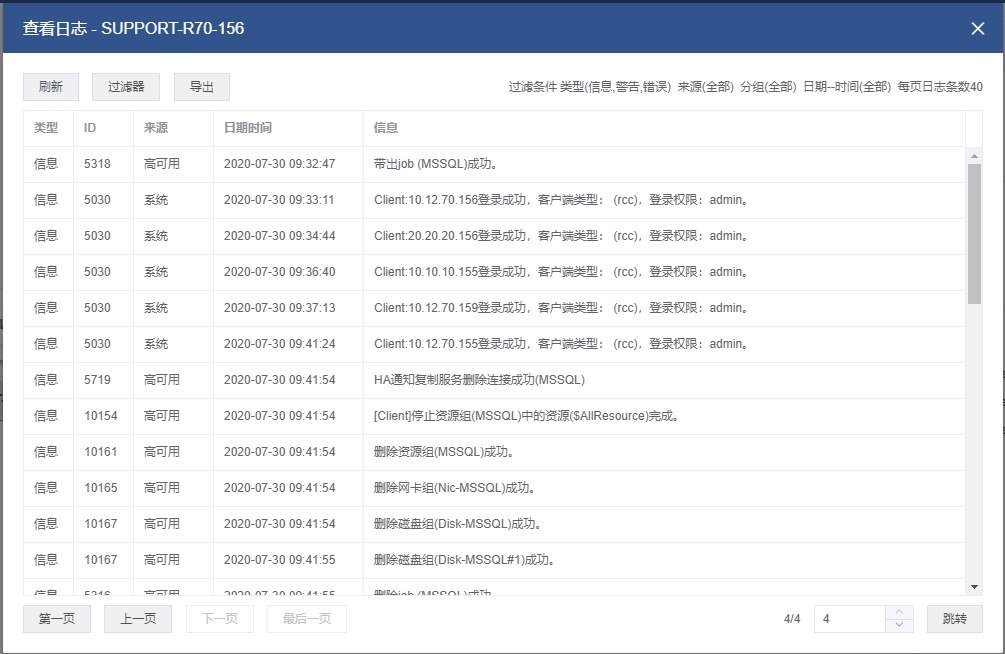 查看日志 - SUPPORT-R70-156
刷新 过滤器 导出 过滤条件 类型(信息,警告,错误) 来源(全部) 分组(全部) 日期--时间(全部) 每页日志条数40
类型 ID 来源 日期时间 信息
信息 5318 高可用 2020-07-30 09:32:47 带出job (MSSQL)成功。
信息 5030 系统 2020-07-30 09:33:11 Client:10.12.70.156登录成功，客户端类型： (rcc)，登录权限：admin。
信息 5030 系统 2020-07-30 09:34:44 Client:20.20.20.156登录成功，客户端类型： (rcc)，登录权限：admin。
信息 5030 系统 2020-07-30 09:36:40 Client:10.10.10.155登录成功，客户端类型： (rcc)，登录权限：admin。
信息 5030 系统 2020-07-30 09:37:13 Client:10.12.70.159登录成功，客户端类型： (rcc)，登录权限：admin。
信息 5030 系统 2020-07-30 09:41:24 Client:10.12.70.155登录成功，客户端类型： (rcc)，登录权限：admin。
信息 5719 高可用 2020-07-30 09:41:54 HA通知复制服务删除连接成功(MSSQL)
信息 10154 高可用 2020-07-30 09:41:54 [Client]停止资源组(MSSQL)中的资源($AllResource)完成。
信息 10161 高可用 2020-07-30 09:41:54 删除资源组(MSSQL)成功。
信息 10165 高可用 2020-07-30 09:41:54 删除网卡组(Nic-MSSQL)成功。
信息 10167 高可用 2020-07-30 09:41:54 删除磁盘组(Disk-MSSQL)成功。
信息 10167 高可用 2020-07-30 09:41:55 删除磁盘组(Disk-MSSQL#1)成功。
信息 5316 高可用 2020-07-30 09:41:55 删除job (MSSQL)成功
第一页 上一页 下一页 最后一页 4/4 4 跳转